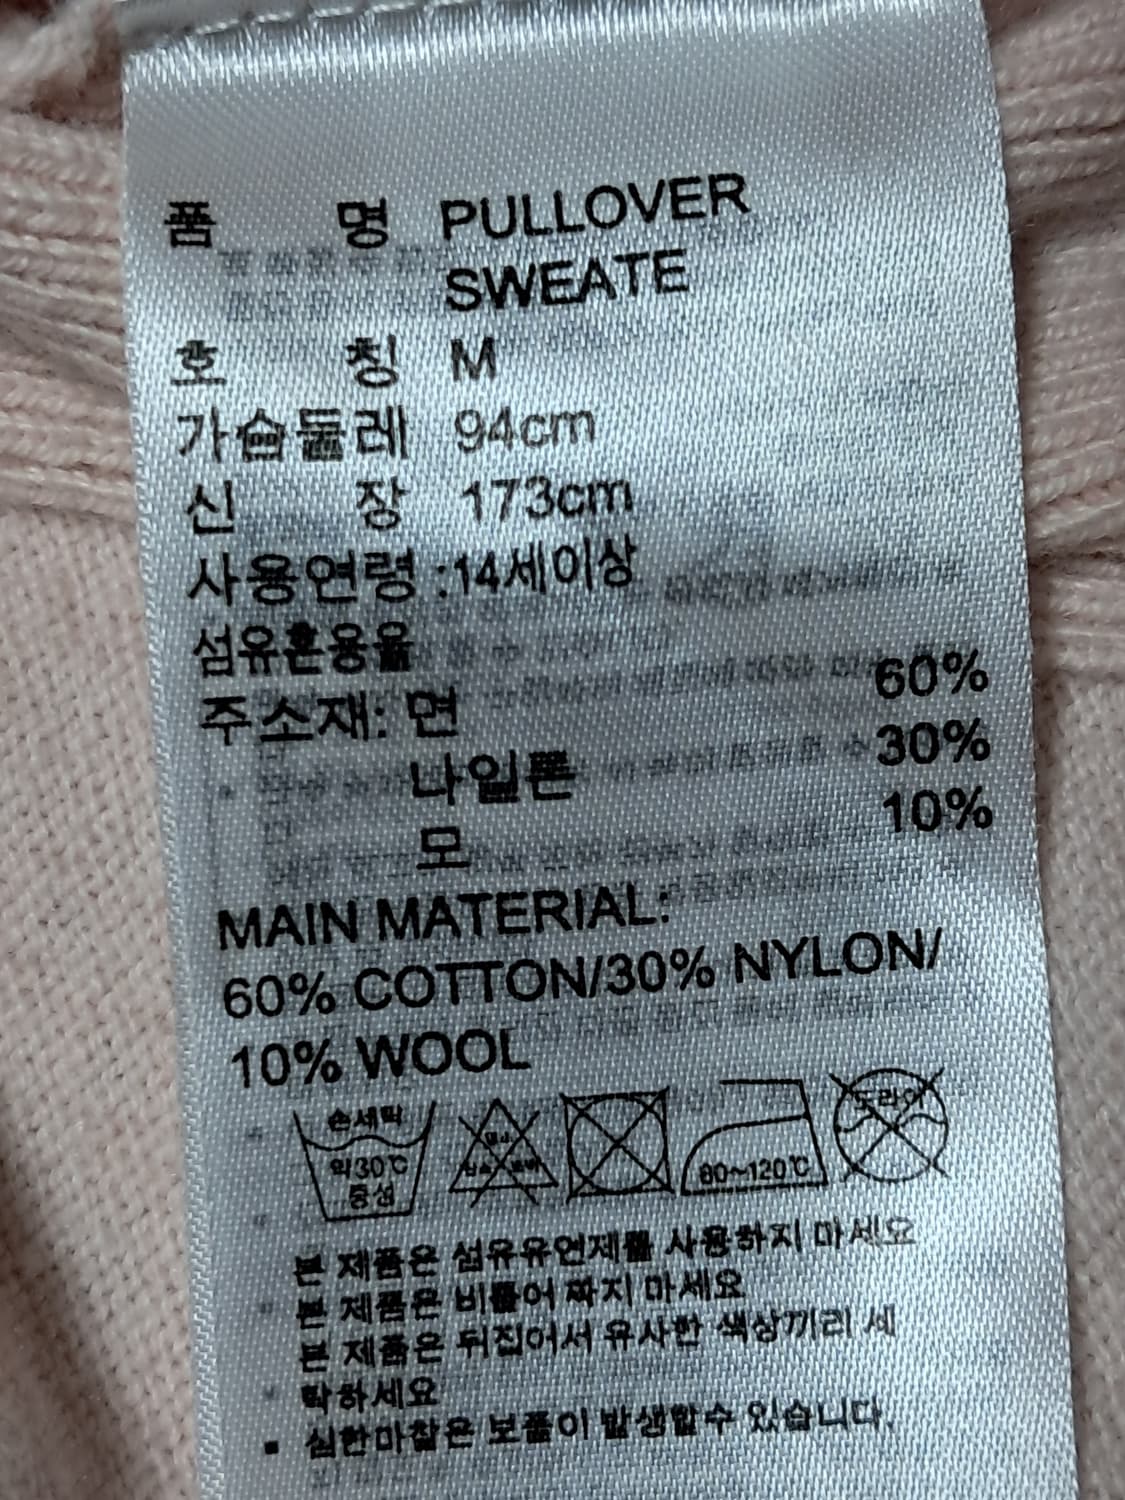 품 명 PULLOVER
SWEATE
호 칭 M
가슴둘레 94cm
신 장 173cm
사용연령 :14세이상
섬유혼용율
주소재: 면 60%
나일론 30%
모 10%
MAIN MATERIAL:
60% COTTON/30% NYLON/
10% WOOL
손세탁
약30℃
중성
80~120℃
드라이
본 제품은 섬유유연제를 사용하지 마세요
본 제품은 비틀어 짜지 마세요
본 제품은 뒤집어서 유사한 색상끼리 세
탁하세요
▪ 심한마찰은 보풀이 발생할수 있습니다.